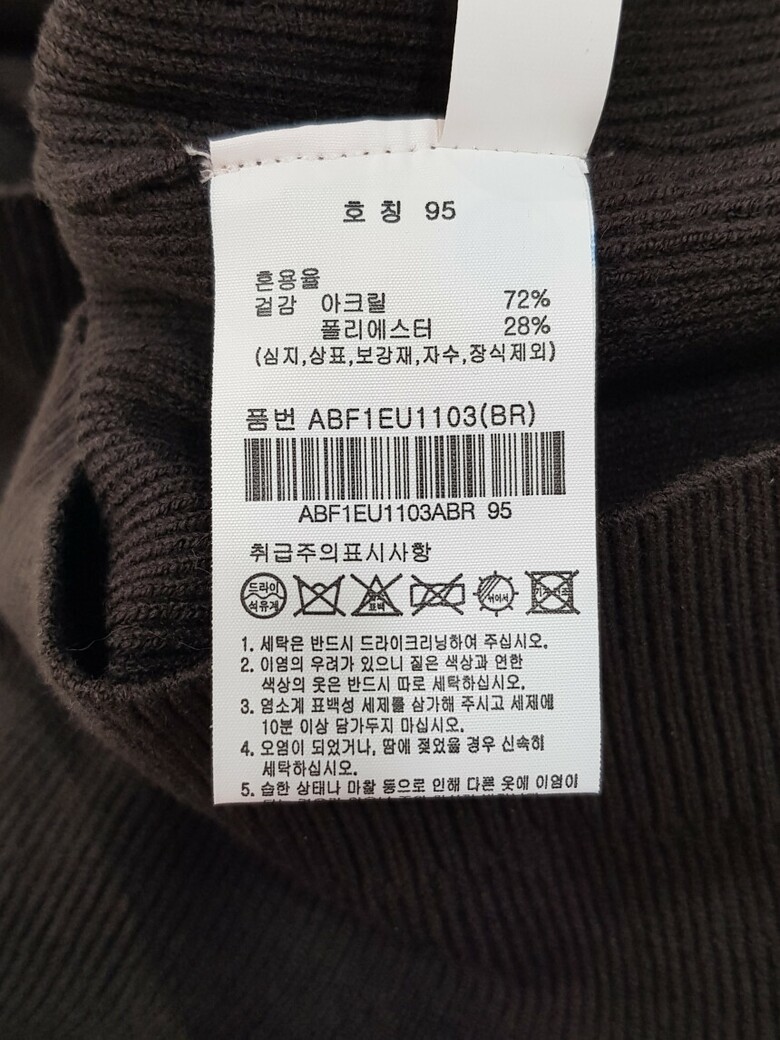 호 칭 95
혼용율
겉감 아크릴 72%
폴리에스터 28%
(심지,상표,보강재,자수,장식제외)
품번 ABF1EU1103(BR)
ABF1EU1103ABR 95
취급주의표시사항
드라이
석유계
표백
뉘어서
1. 세탁은 반드시 드라이크리닝하여 주십시오.
2. 이염의 우려가 있으니 짙은 색상과 연한
색상의 옷은 반드시 따로 세탁하십시오.
3. 염소계 표백성 세제를 삼가해 주시고 세제에
10분 이상 담가두지 마십시오.
4. 오염이 되었거나, 땀에 젖었을 경우 신속히
세탁하십시오.
5. 습한 상태나 마찰 등으로 인해 다른 옷에 이염이